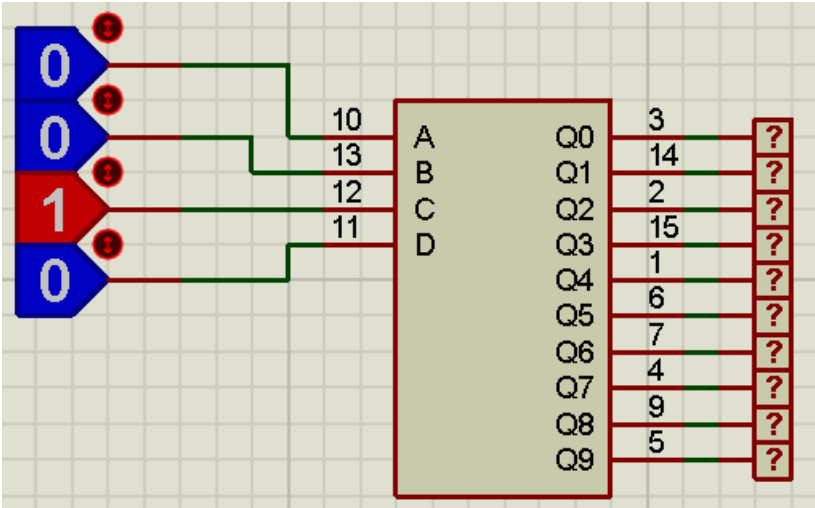 0
0
1
0
10 A Q0 3 ?
13 B Q1 14 ?
12 C Q2 2 ?
11 D Q3 15 ?
Q4 1 ?
Q5 6 ?
Q6 7 ?
Q7 4 ?
Q8 9 ?
Q9 5 ?